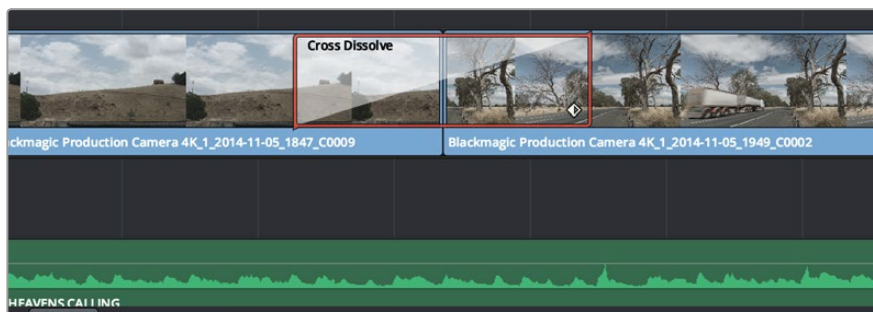 Cross Dissolve
ckmagic Production Camera 4K_1_2014-11-05_1847_C0009
Blackmagic Production Camera 4K_1_2014-11-05_1949_C0002
HEAVENS CALLING